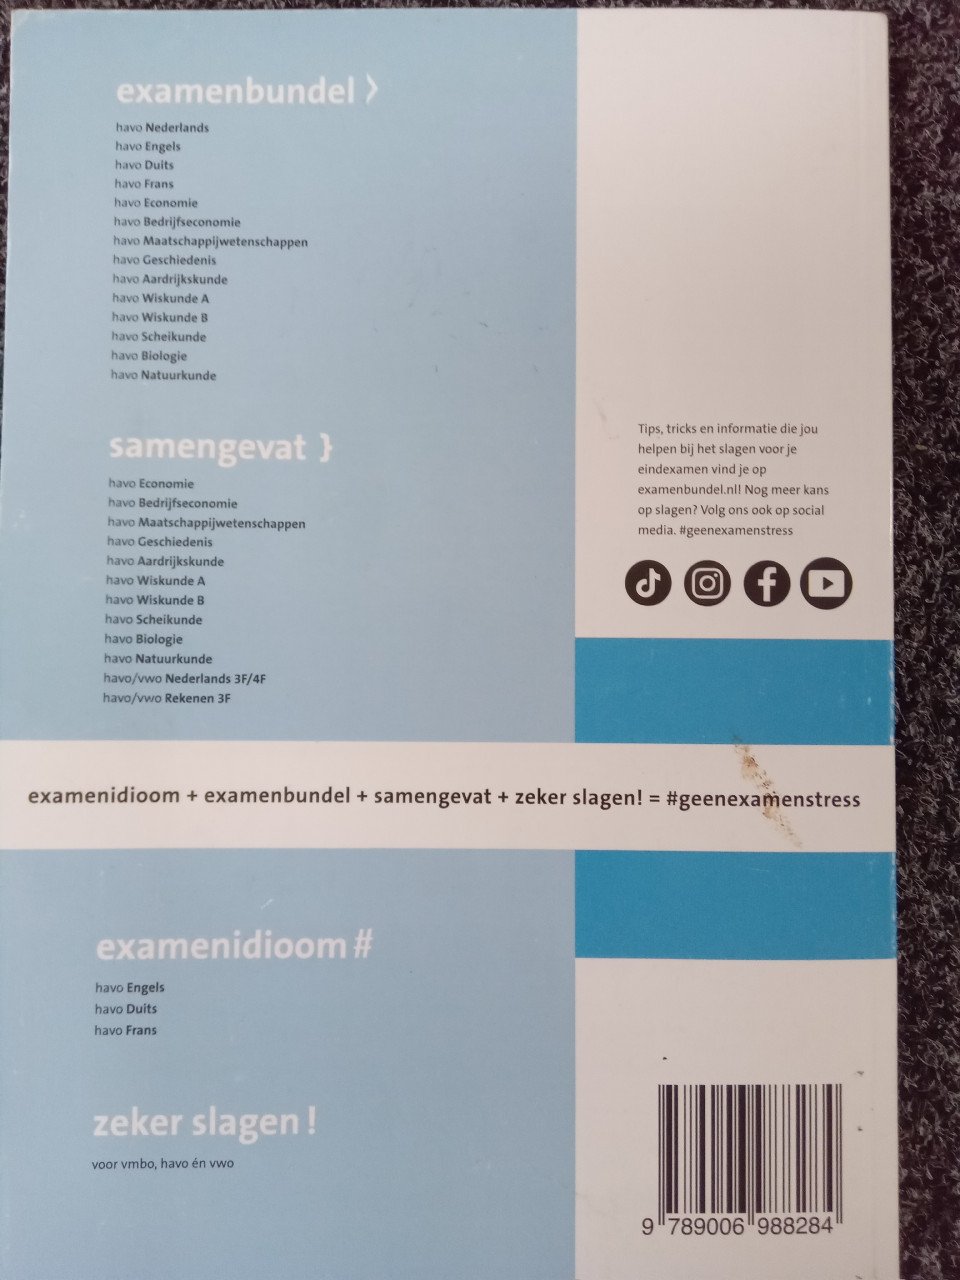 examenbundel >
havo Nederlands
havo Engels
havo Duits
havo Frans
havo Economie
havo Bedrijfseconomie
havo Maatschappijwetenschappen
havo Geschiedenis
havo Aardrijkskunde
havo Wiskunde A
havo Wiskunde B
havo Scheikunde
havo Biologie
havo Natuurkunde
samengevat }
havo Economie
havo Bedrijfseconomie
havo Maatschappijwetenschappen
havo Geschiedenis
havo Aardrijkskunde
havo Wiskunde A
havo Wiskunde B
havo Scheikunde
havo Biologie
havo Natuurkunde
havo/vwo Nederlands 3F/4F
havo/vwo Rekenen 3F
Tips, tricks en informatie die jou
helpen bij het slagen voor je
eindexamen vind je op
examenbundel.nl! Nog meer kans
op slagen? Volg ons ook op social
media. #geenexamenstress
examenidioom + examenbundel + samengevat + zeker slagen! = #geenexamenstress
examenidioom #
havo Engels
havo Duits
havo Frans
zeker slagen !
voor vmbo, havo én vwo
9 789006 988284